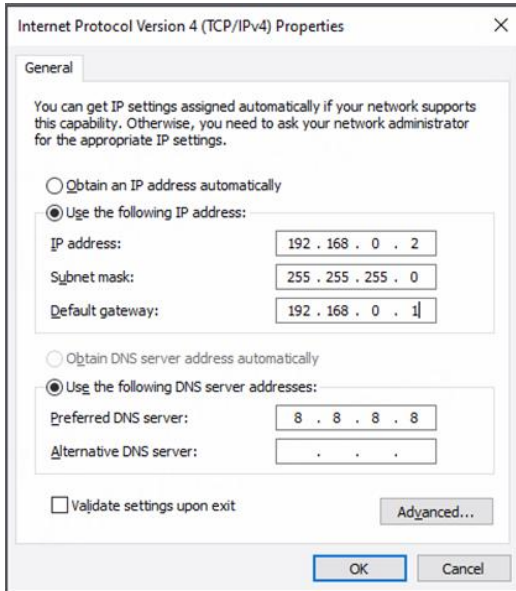 Internet Protocol Version 4 (TCP/IPv4) Properties
General
You can get IP settings assigned automatically if your network supports
this capability. Otherwise, you need to ask your network administrator
for the appropriate IP settings.
Obtain an IP address automatically
Use the following IP address:
IP address: 192 . 168 . 0 . 2
Subnet mask: 255 . 255 . 255 . 0
Default gateway: 192 . 168 . 0 . 1
Obtain DNS server address automatically
Use the following DNS server addresses:
Preferred DNS server: 8 . 8 . 8 . 8
Alternative DNS server: . . .
Validate settings upon exit
Advanced...
OK Cancel